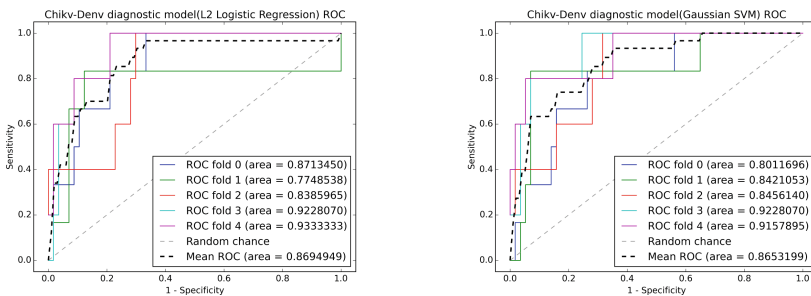 Chikv-Denv diagnostic model(L2 Logistic Regression) ROC
1.0
0.8
0.6
0.4
0.2
0.0
Sensitivity
ROC fold 0 (area = 0.8713450)
ROC fold 1 (area = 0.7748538)
ROC fold 2 (area = 0.8385965)
ROC fold 3 (area = 0.9228070)
ROC fold 4 (area = 0.9333333)
Random chance
Mean ROC (area = 0.8694949)
0.0 0.2 0.4 0.6 0.8 1.0
1 - Specificity
Chikv-Denv diagnostic model(Gaussian SVM) ROC
1.0
0.8
0.6
0.4
0.2
0.0
Sensitivity
ROC fold 0 (area = 0.8011696)
ROC fold 1 (area = 0.8421053)
ROC fold 2 (area = 0.8456140)
ROC fold 3 (area = 0.9228070)
ROC fold 4 (area = 0.9157895)
Random chance
Mean ROC (area = 0.8653199)
0.0 0.2 0.4 0.6 0.8 1.0
1 - Specificity